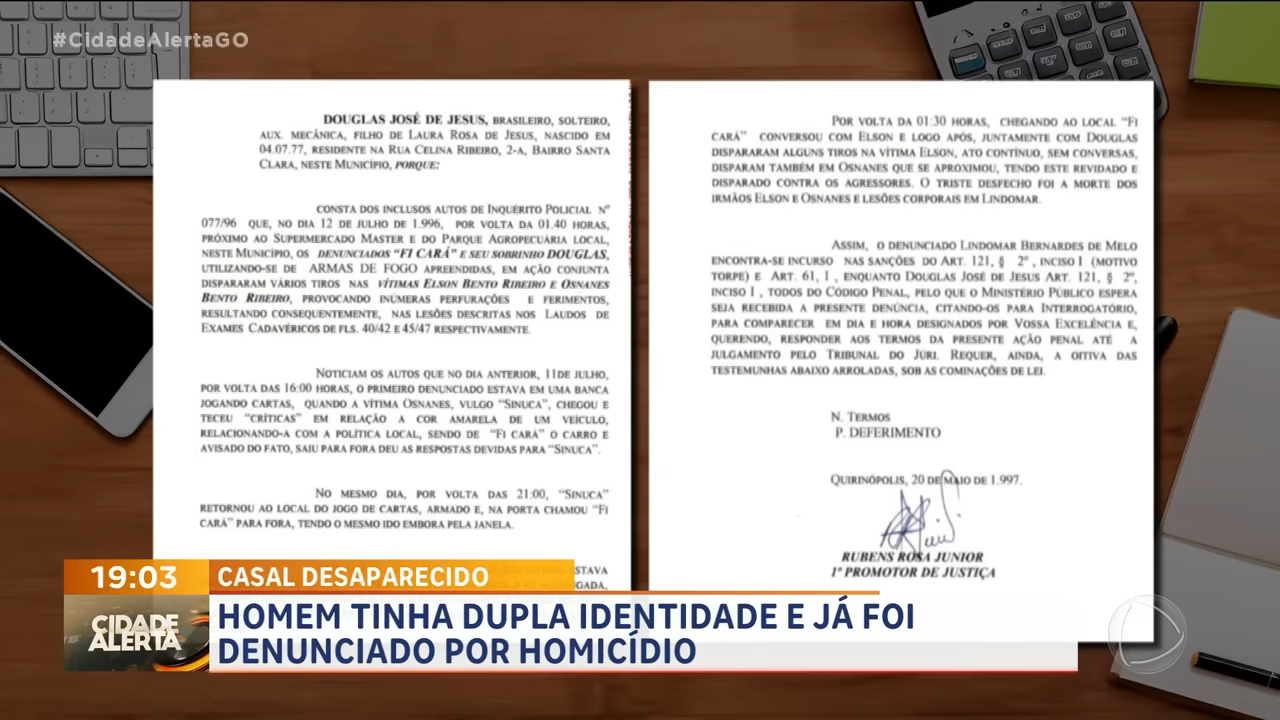 #CidadeAlertaGO
DOUGLAS JOSÉ DE JESUS, BRASILEIRO, SOLTEIRO,
AUX. MECÂNICA, FILHO DE LAURA ROSA DE JESUS, NASCIDO EM
04.07.77, RESIDENTE NA RUA CELINA RIBEIRO, 2-A, BAIRRO SANTA
CLARA, NESTE MUNICÍPIO, PORQUE:
CONSTA DOS INCLUSOS AUTOS DE INQUÉRITO POLICIAL Nº
077/96 QUE, NO DIA 12 DE JULHO DE 1.996, POR VOLTA DA 01.40 HORAS,
PRÓXIMO AO SUPERMERCADO MASTER E DO PARQUE AGROPECUÁRIA LOCAL,
NESTE MUNICÍPIO, OS DENUNCIADOS "FI CARÁ" E SEU SOBRINHO DOUGLAS,
UTILIZANDO-SE DE ARMAS DE FOGO APREENDIDAS, EM AÇÃO CONJUNTA
DISPARARAM VÁRIOS TIROS NAS VÍTIMAS ELSON BENTO RIBEIRO E OSNANES
BENTO RIBEIRO, PROVOCANDO INÚMERAS PERFURAÇÕES E FERIMENTOS,
RESULTANDO CONSEQUENTEMENTE, NAS LESÕES DESCRITAS NOS LAUDOS DE
EXAMES CADAVÉRICOS DE FLS. 40/42 E 45/47 RESPECTIVAMENTE.
NOTICIAM OS AUTOS QUE NO DIA ANTERIOR, 11DE JULHO,
POR VOLTA DAS 16:00 HORAS, O PRIMEIRO DENUNCIADO ESTAVA EM UMA BANCA
JOGANDO CARTAS, QUANDO A VÍTIMA OSNANES, VULGO "SINUCA", CHEGOU E
TECEU "CRÍTICAS" EM RELAÇÃO A COR AMARELA DE UM VEÍCULO,
RELACIONANDO-A COM A POLÍTICA LOCAL, SENDO DE "FI CARÁ" O CARRO E
AVISADO DO FATO, SAIU PARA FORA DEU AS RESPOSTAS DEVIDAS PARA "SINUCA".
NO MESMO DIA, POR VOLTA DAS 21:00, "SINUCA"
RETORNOU AO LOCAL DO JOGO DE CARTAS, ARMADO E, NA PORTA CHAMOU "FI
CARÁ" PARA FORA, TENDO O MESMO IDO EMBORA PELA JANELA.
POR VOLTA DA 01:30 HORAS, CHEGANDO AO LOCAL "FI
CARÁ" CONVERSOU COM ELSON E LOGO APÓS, JUNTAMENTE COM DOUGLAS
DISPARARAM ALGUNS TIROS NA VÍTIMA ELSON, ATO CONTÍNUO, SEM CONVERSAS,
DISPARAM TAMBÉM EM OSNANES QUE SE APROXIMOU, TENDO ESTE REVIDADO E
DISPARADO CONTRA OS AGRESSORES. O TRISTE DESFECHO FOI A MORTE DOS
IRMÃOS ELSON E OSNANES E LESÕES CORPORAIS EM LINDOMAR.
ASSIM, O DENUNCIADO LINDOMAR BERNARDES DE MELO
ENCONTRA-SE INCURSO NAS SANÇÕES DO ART. 121, § 2º, INCISO I (MOTIVO
TORPE) E ART. 61, I, ENQUANTO DOUGLAS JOSÉ DE JESUS ART. 121, § 2º,
INCISO I, TODOS DO CÓDIGO PENAL, PELO QUE O MINISTÉRIO PÚBLICO ESPERA
SEJA RECEBIDA A PRESENTE DENÚNCIA, CITANDO-OS PARA INTERROGATÓRIO,
PARA COMPARECER EM DIA E HORA DESIGNADOS POR VOSSA EXCELÊNCIA E,
QUERENDO, RESPONDER AOS TERMOS DA PRESENTE AÇÃO PENAL ATÉ A
JULGAMENTO PELO TRIBUNAL DO JÚRI. REQUER, AINDA, A OITIVA DAS
TESTEMUNHAS ABAIXO ARROLADAS, SOB AS COMINAÇÕES DE LEI.
N. TERMOS
P. DEFERIMENTO
QUIRINÓPOLIS, 20 DE MAIO DE 1.997.
RUBENS ROSA JUNIOR
1º PROMOTOR DE JUSTIÇA
19:03
CASAL DESAPARECIDO
CIDADE
ALERTA
HOMEM TINHA DUPLA IDENTIDADE E JÁ FOI
DENUNCIADO POR HOMICÍDIO